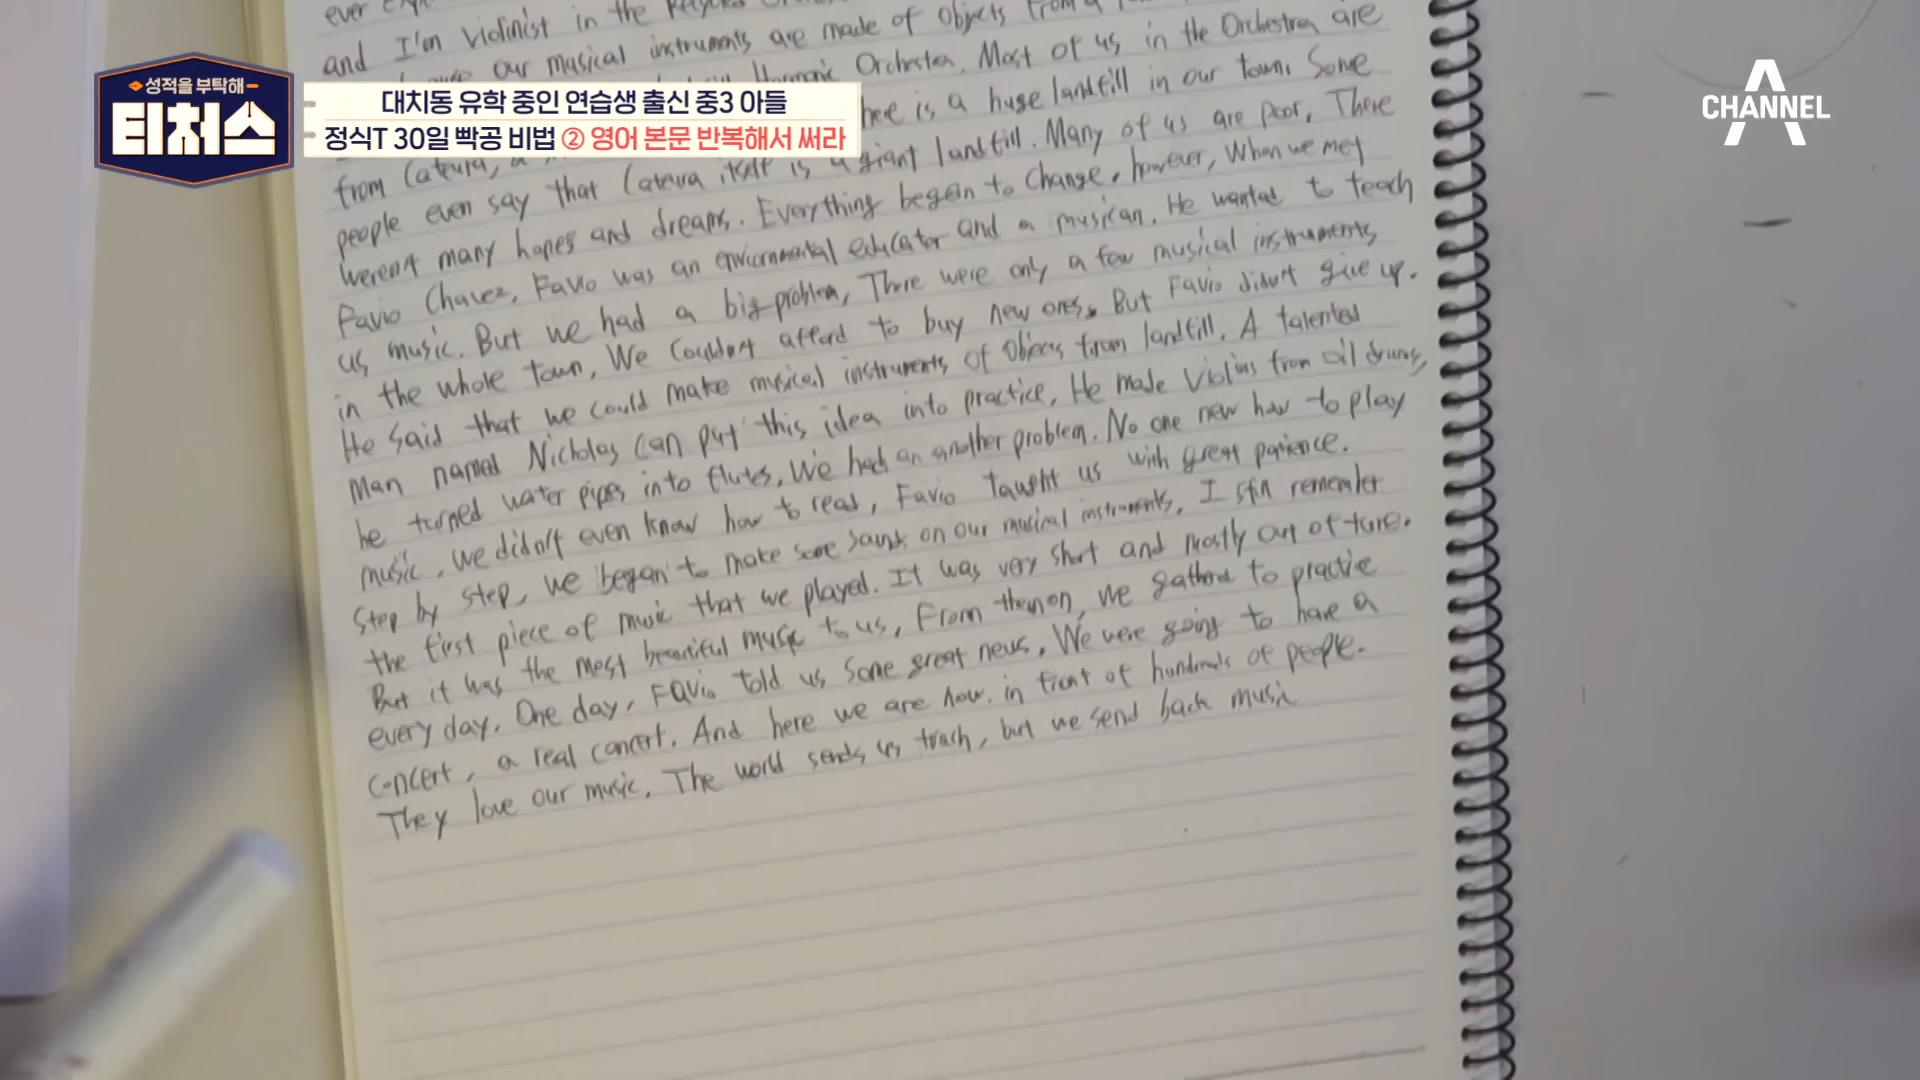 성적을 부탁해
티처스
대치동 유학 중인 연습생 출신 중3 아들
정식T 30일 빡공 비법 ② 영어 본문 반복해서 써라
CHANNEL A
ever
and I'm violinist in the
our musical instruments are made of objects from a
Harmonic Orchestra. Most of us in the Orchestra are
from Cateura, here is a huge landfill in our town. Some
people even say that Cateura itself is a giant landfill. Many of us are poor, There
weren't many hopes and dreams. Everything began to change, however, When we met
Favio Chavez, Favio was an environmental educator and a musican. He wanted to teach
us music. But we had a big problem, There were only a few musical instruments
in the whole town, We couldn't afford to buy new ones. But Favio didn't give up.
He said that we could make musical instruments of objects from landfill. A talented
Man named Nicholas can put this idea into practice, He made violins from oil drums,
he turned water pipes into flutes, We had an another problem. No one new how to play
music, we didn't even know how to read, Favio taught us with great patience.
Step by step, we began to make some sounds on our musical instruments, I still remember
the first piece of music that we played. It was very short and mostly out of tune.
But it was the most beautiful music to us, From then on, we gathered to practice
every day. One day, Favio told us some great news. We were going to have a
concert, a real concert. And here we are now. in front of hundreds of people.
They love our music. The world sends us trash, but we send back music